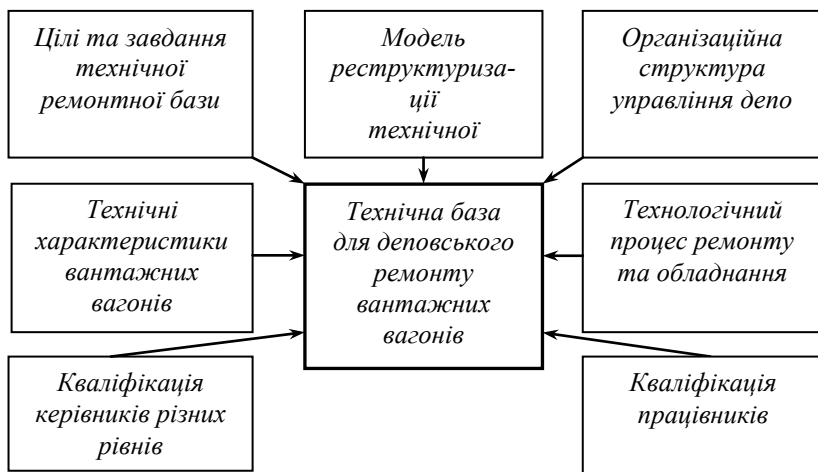 Цілі та завдання
технічної
ремонтної бази
Модель
реструктуриза-
ції
технічної
Організаційна
структура
управління депо
Технічні
характеристики
вантажних
вагонів
Технічна база
для деповського
ремонту
вантажних
вагонів
Технологічний
процес ремонту
та обладнання
Кваліфікація
керівників різних
рівнів
Кваліфікація
працівників